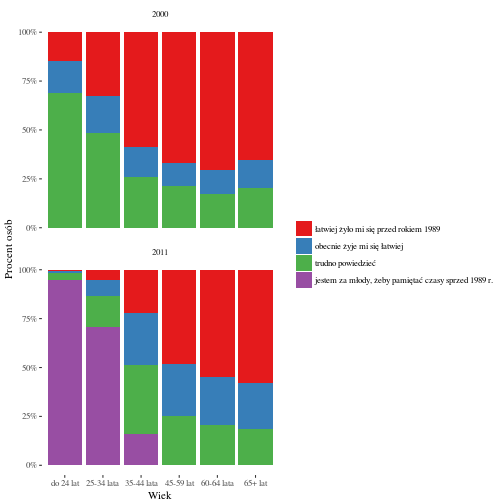 2000
100%
75%
50%
25%
0%
Procent osób
2011
100%
75%
50%
25%
0%
do 24 lat 25-34 lata 35-44 lata 45-59 lat 60-64 lata 65+ lat
Wiek
łatwiej żyło mi się przed rokiem 1989
obecnie żyje mi się łatwiej
trudno powiedzieć
jestem za młody, żeby pamiętać czasy sprzed 1989 r.